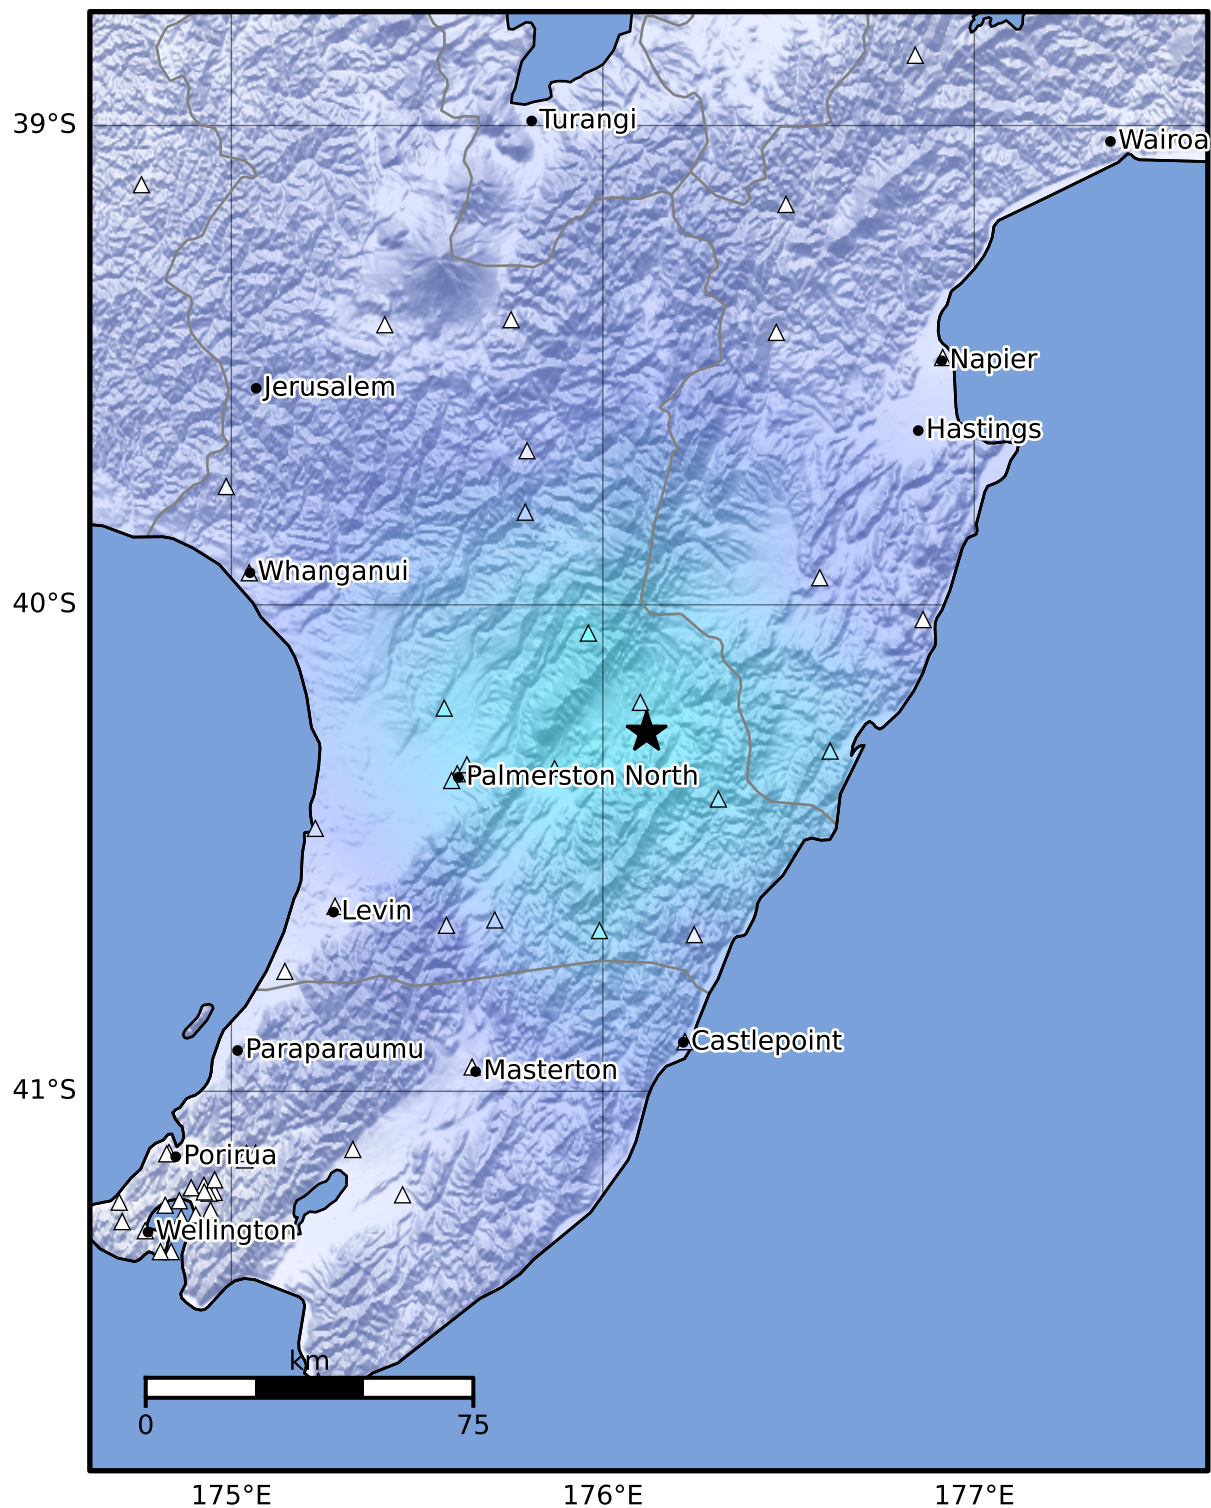 Turangi
39°S
Wairoa
Napier
Jerusalem
Hastings
Whanganui
40°S
Palmerston North
Levin
Castlepoint
Paraparaumu
Masterton
41°S
Porirua
Wellington
km
0 75
175°E 176°E 177°E